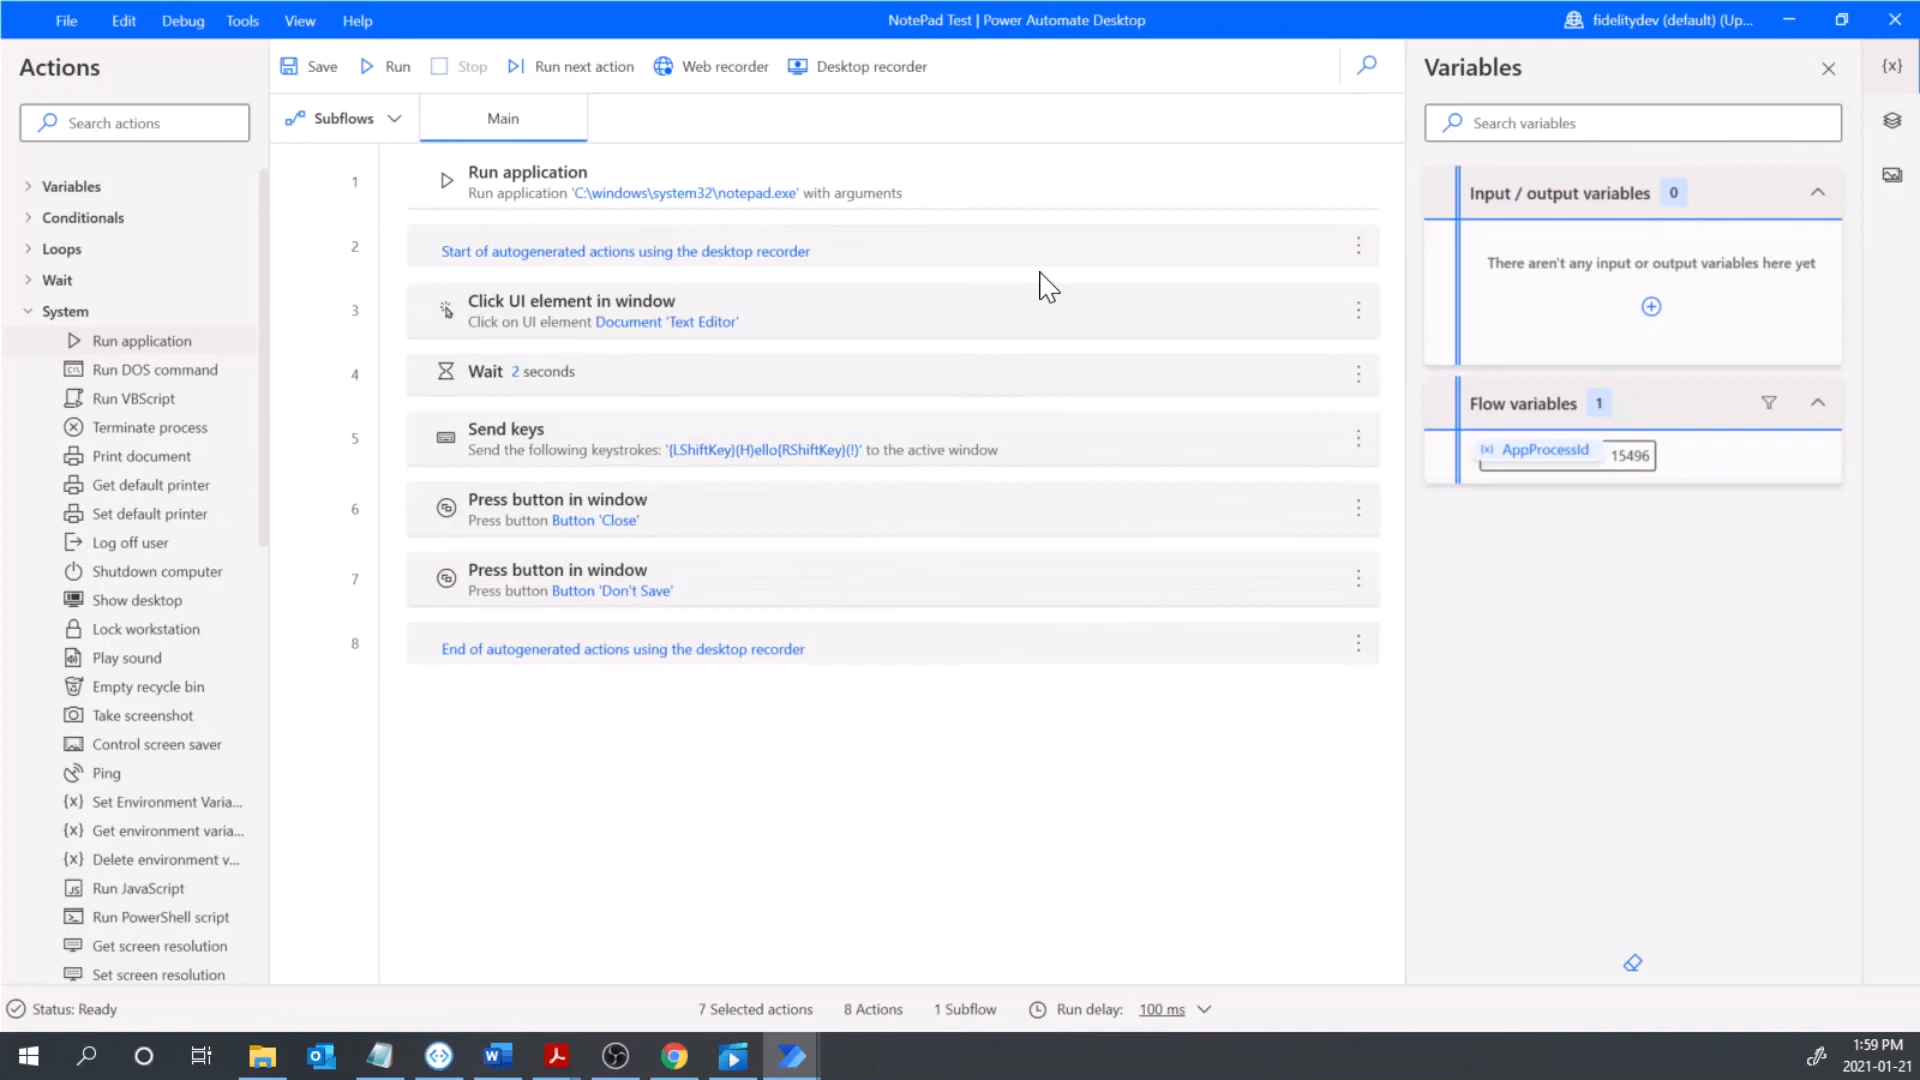 File Edit Debug Tools View Help
NotePad Test | Power Automate Desktop
fidelitydev (default) (Up...
Actions
Search actions
Variables
Conditionals
Loops
Wait
System
Run application
Run DOS command
Run VBScript
Terminate process
Print document
Get default printer
Set default printer
Log off user
Shutdown computer
Show desktop
Lock workstation
Play sound
Empty recycle bin
Take screenshot
Control screen saver
Ping
{x} Set Environment Varia...
{x} Get environment varia...
{x} Delete environment v...
Run JavaScript
Run PowerShell script
Get screen resolution
Set screen resolution
Save Run Stop Run next action Web recorder Desktop recorder
Subflows Main
1 Run application
Run application 'C:\windows\system32\notepad.exe' with arguments
2 Start of autogenerated actions using the desktop recorder
3 Click UI element in window
Click on UI element Document 'Text Editor'
4 Wait 2 seconds
5 Send keys
Send the following keystrokes: '{LShiftKey}(H)ello{RShiftKey}(!)' to the active window
6 Press button in window
Press button Button 'Close'
7 Press button in window
Press button Button 'Don't Save'
8 End of autogenerated actions using the desktop recorder
Variables
{x}
Search variables
Input / output variables 0
There aren't any input or output variables here yet
Flow variables 1
(x) AppProcessId 15496
Status: Ready
7 Selected actions 8 Actions 1 Subflow Run delay: 100 ms
1:59 PM
2021-01-21